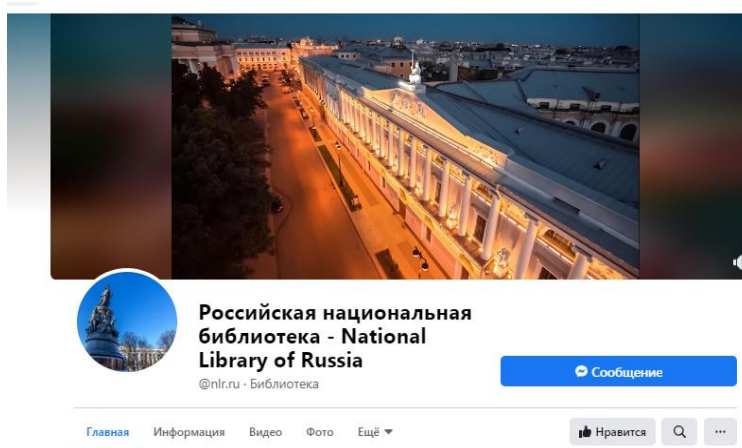 Российская национальная
библиотека - National
Library of Russia
@nlr.ru · Библиотека
Сообщение
Главная Информация Видео Фото Ещё
Нравится